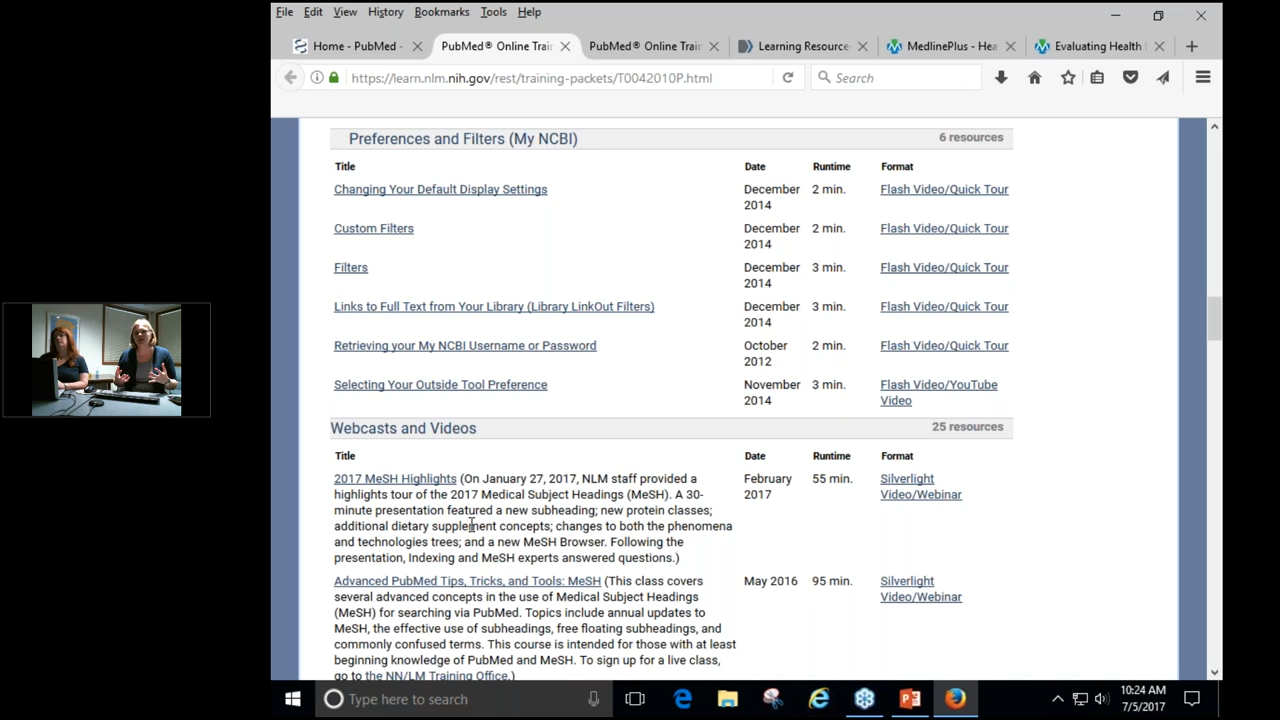 File Edit View History Bookmarks Tools Help
Home - PubMed - PubMed® Online Trai PubMed® Online Trai Learning Resource MedlinePlus - Hea Evaluating Health
https://learn.nlm.nih.gov/rest/training-packets/T0042010P.html Search
Preferences and Filters (My NCBI) 6 resources
Title Date Runtime Format
Changing Your Default Display Settings December 2 min. Flash Video/Quick Tour
2014
Custom Filters December 2 min. Flash Video/Quick Tour
2014
Filters December 3 min. Flash Video/Quick Tour
2014
Links to Full Text from Your Library (Library LinkOut Filters) December 3 min. Flash Video/Quick Tour
2014
Retrieving your My NCBI Username or Password October 2 min. Flash Video/Quick Tour
2012
Selecting Your Outside Tool Preference November 3 min. Flash Video/YouTube
2014 Video
Webcasts and Videos 25 resources
Title Date Runtime Format
2017 MeSH Highlights (On January 27, 2017, NLM staff provided a February 55 min. Silverlight
highlights tour of the 2017 Medical Subject Headings (MeSH). A 30- 2017 Video/Webinar
minute presentation featured a new subheading; new protein classes;
additional dietary supplement concepts; changes to both the phenomena
and technologies trees; and a new MeSH Browser. Following the
presentation, Indexing and MeSH experts answered questions.)
Advanced PubMed Tips, Tricks, and Tools: MeSH (This class covers May 2016 95 min. Silverlight
several advanced concepts in the use of Medical Subject Headings Video/Webinar
(MeSH) for searching via PubMed. Topics include annual updates to
MeSH, the effective use of subheadings, free floating subheadings, and
commonly confused terms. This course is intended for those with at least
beginning knowledge of PubMed and MeSH. To sign up for a live class,
go to the NN/LM Training Office.)
Type here to search 10:24 AM
7/5/2017